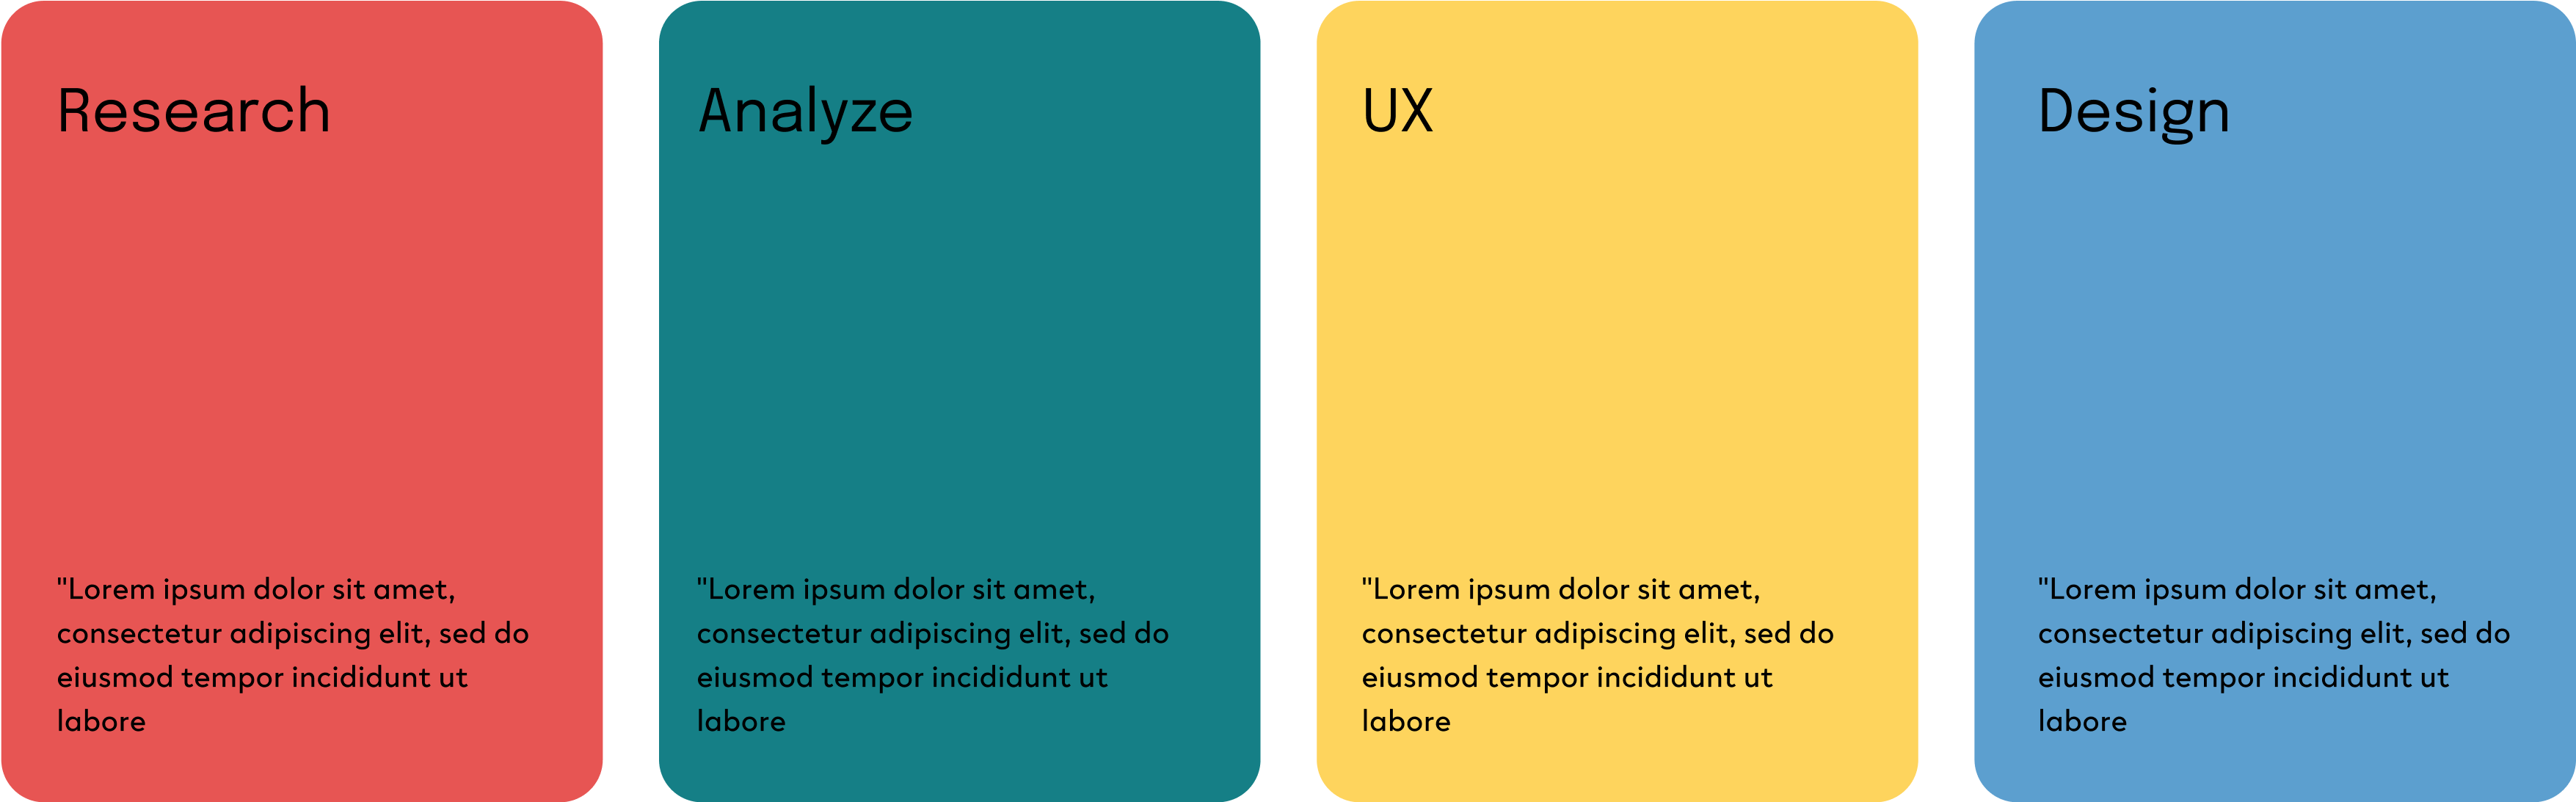 Research
"Lorem ipsum dolor sit amet,
consectetur adipiscing elit, sed do
eiusmod tempor incididunt ut
labore
Analyze
"Lorem ipsum dolor sit amet,
consectetur adipiscing elit, sed do
eiusmod tempor incididunt ut
labore
UX
"Lorem ipsum dolor sit amet,
consectetur adipiscing elit, sed do
eiusmod tempor incididunt ut
labore
Design
"Lorem ipsum dolor sit amet,
consectetur adipiscing elit, sed do
eiusmod tempor incididunt ut
labore